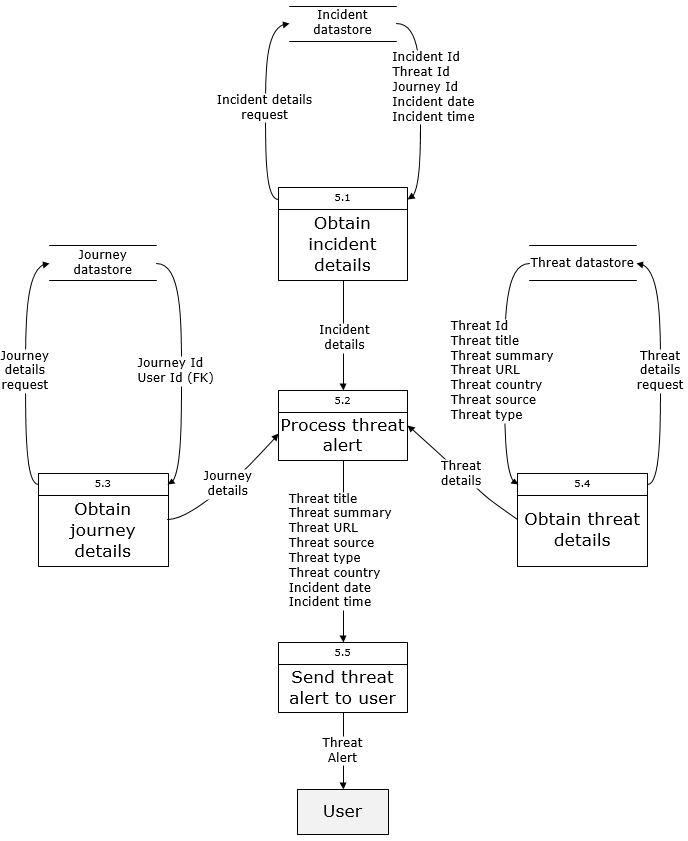 Incident
datastore
Incident Id
Threat Id
Journey Id
Incident date
Incident time
Incident details
request
5.1
Obtain
incident
details
Journey
datastore
Threat datastore
Incident
details
Journey
details
request
Journey Id
User Id (FK)
Threat Id
Threat title
Threat summary
Threat URL
Threat country
Threat source
Threat type
Threat
details
request
5.2
Process threat
alert
5.3
Obtain
journey
details
Journey
details
Threat
details
5.4
Obtain threat
details
Threat title
Threat summary
Threat URL
Threat source
Threat type
Threat country
Incident date
Incident time
5.5
Send threat
alert to user
Threat
Alert
User